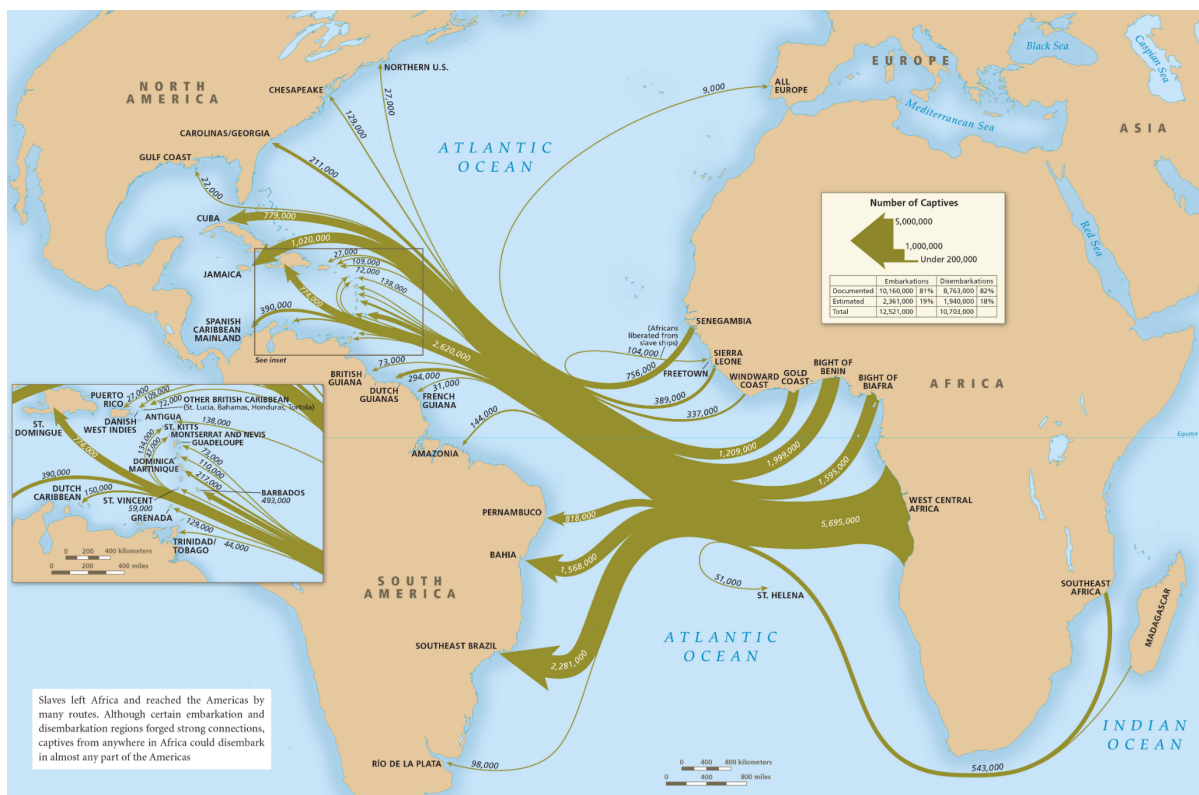 NORTH
AMERICA
NORTHERN U.S.
CHESAPEAKE
CAROLINAS/GEORGIA
GULF COAST
CUBA
JAMAICA
SPANISH
CARIBBEAN
MAINLAND
See inset
27,000
129,000
211,000
22,000
779,000
1,020,000
27,000
109,000
72,000
138,000
774,000
390,000
2,620,000
ATLANTIC
OCEAN
9,000
ALL
EUROPE
EUROPE
Black Sea
Caspian Sea
Mediterranean Sea
ASIA
Red Sea
Number of Captives
5,000,000
1,000,000
Under 200,000
Embarkations Disembarkations
Documented 10,160,000 81% 8,763,000 82%
Estimated 2,361,000 19% 1,940,000 18%
Total 12,521,000 10,703,000
BRITISH
GUIANA
DUTCH
GUIANAS
FRENCH
GUIANA
73,000
294,000
31,000
144,000
AMAZONIA
(Africans
liberated from
slave ships)
104,000
SENEGAMBIA
756,000
SIERRA
LEONE
FREETOWN
389,000
WINDWARD
COAST
337,000
GOLD
COAST
1,209,000
BIGHT OF
BENIN
1,999,000
BIGHT OF
BIAFRA
1,595,000
AFRICA
Equator
WEST CENTRAL
AFRICA
5,695,000
PUERTO
RICO
27,000
109,000
72,000
OTHER BRITISH CARIBBEAN
(St. Lucia, Bahamas, Honduras, Tortola)
ST.
DOMINGUE
DANISH
WEST INDIES
ANTIGUA
138,000
ST. KITTS
MONTSERRAT AND NEVIS
GUADELOUPE
774,000
134,000
47,000
73,000
DOMINICA
MARTINIQUE
110,000
217,000
390,000
DUTCH
CARIBBEAN
150,000
ST. VINCENT
59,000
BARBADOS
493,000
GRENADA
129,000
TRINIDAD/
TOBAGO
44,000
0 200 400 kilometers
0 200 400 miles
PERNAMBUCO
818,000
BAHIA
1,568,000
SOUTH
AMERICA
SOUTHEAST BRAZIL
2,281,000
51,000
ST. HELENA
ATLANTIC
OCEAN
SOUTHEAST
AFRICA
MADAGASCAR
INDIAN
OCEAN
543,000
RÍO DE LA PLATA
98,000
0 400 800 kilometers
0 400 800 miles
Slaves left Africa and reached the Americas by
many routes. Although certain embarkation and
disembarkation regions forged strong connections,
captives from anywhere in Africa could disembark
in almost any part of the Americas